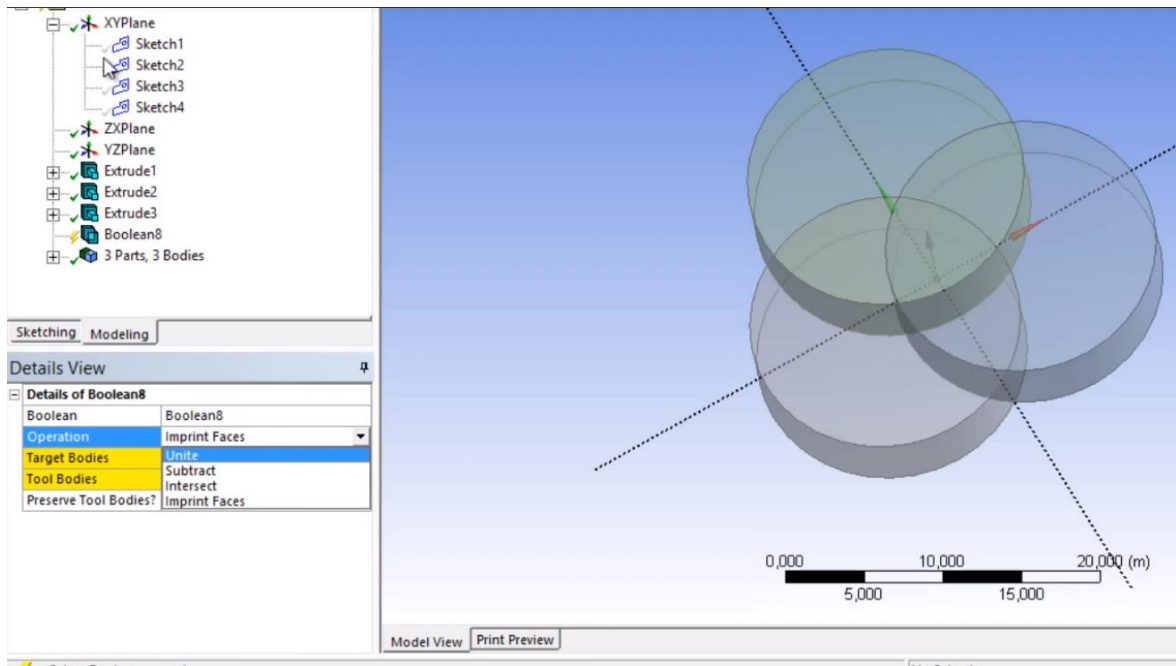 XYPlane
Sketch1
Sketch2
Sketch3
Sketch4
ZXPlane
YZPlane
Extrude1
Extrude2
Extrude3
Boolean8
3 Parts, 3 Bodies
Sketching Modeling
Details View
Details of Boolean8
Boolean Boolean8
Operation Imprint Faces
Target Bodies Unite
Subtract
Tool Bodies Intersect
Preserve Tool Bodies? Imprint Faces
0,000 10,000 20,000 (m)
5,000 15,000
Model View Print Preview